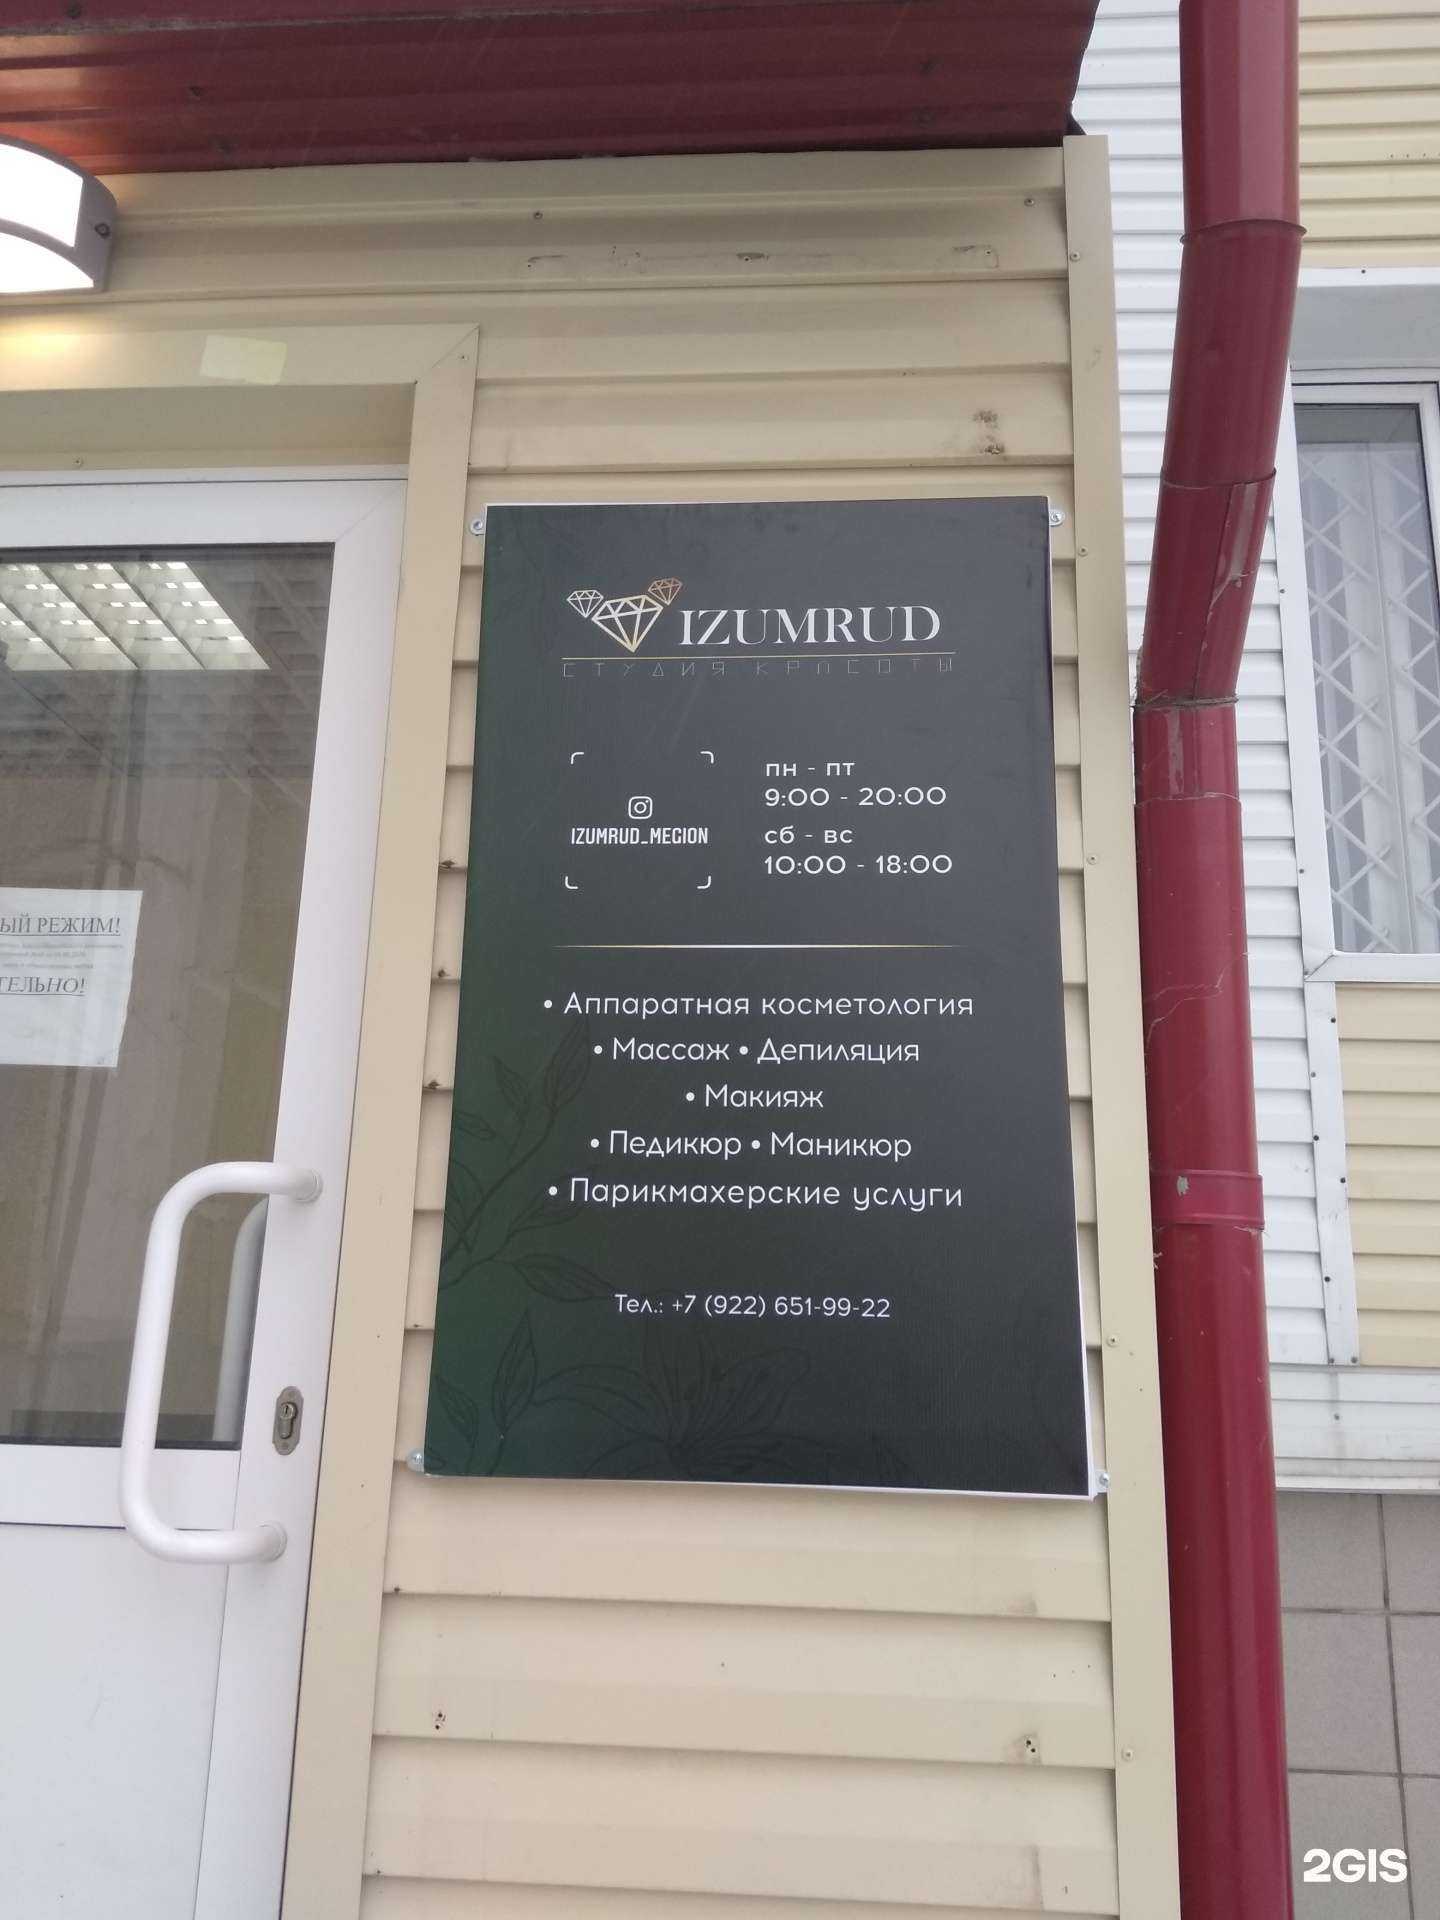 IZUMRUD
СТУДИЯ КРАСОТЫ
IZUMRUD_MEGION
пн - пт
9:00 - 20:00
сб - вс
10:00 - 18:00
• Аппаратная косметология
• Массаж • Депиляция
• Макияж
• Педикюр • Маникюр
• Парикмахерские услуги
Тел.: +7 (922) 651-99-22
ЫЙ РЕЖИМ!
ТЕЛЬНО!
2GIS